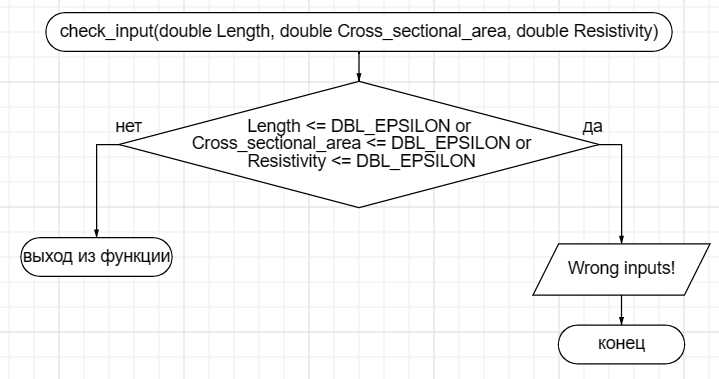 check_input(double Length, double Cross_sectional_area, double Resistivity)
нет
да
Length <= DBL_EPSILON or
Cross_sectional_area <= DBL_EPSILON or
Resistivity <= DBL_EPSILON
выход из функции
Wrong inputs!
конец